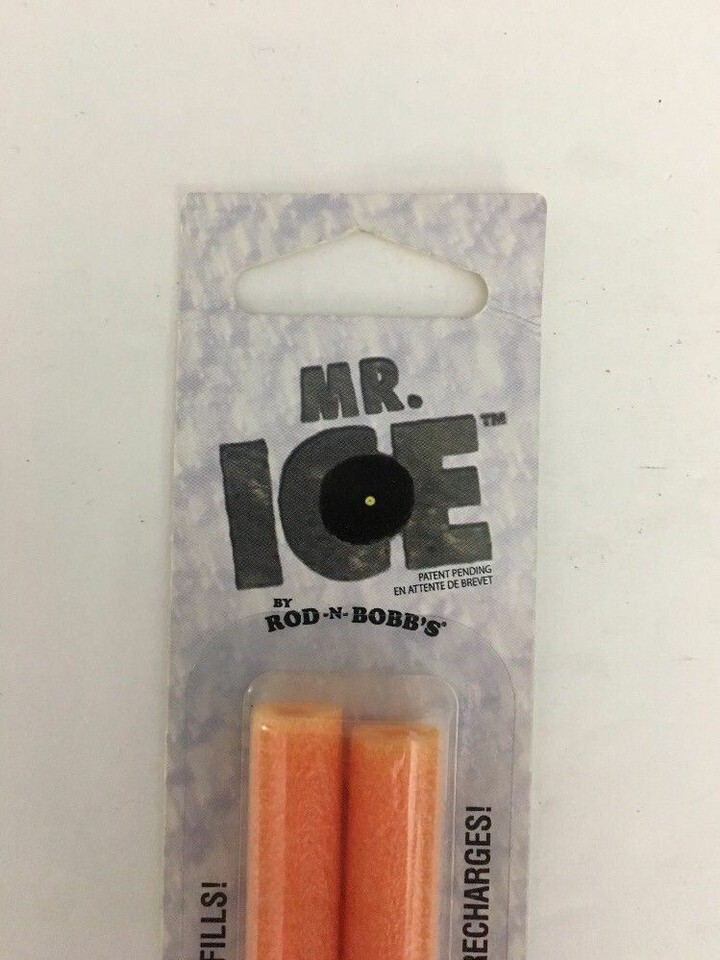 MR.
ICE™
PATENT PENDING
EN ATTENTE DE BREVET
BY
ROD-N-BOBB'S®
FILLS!
RECHARGES!